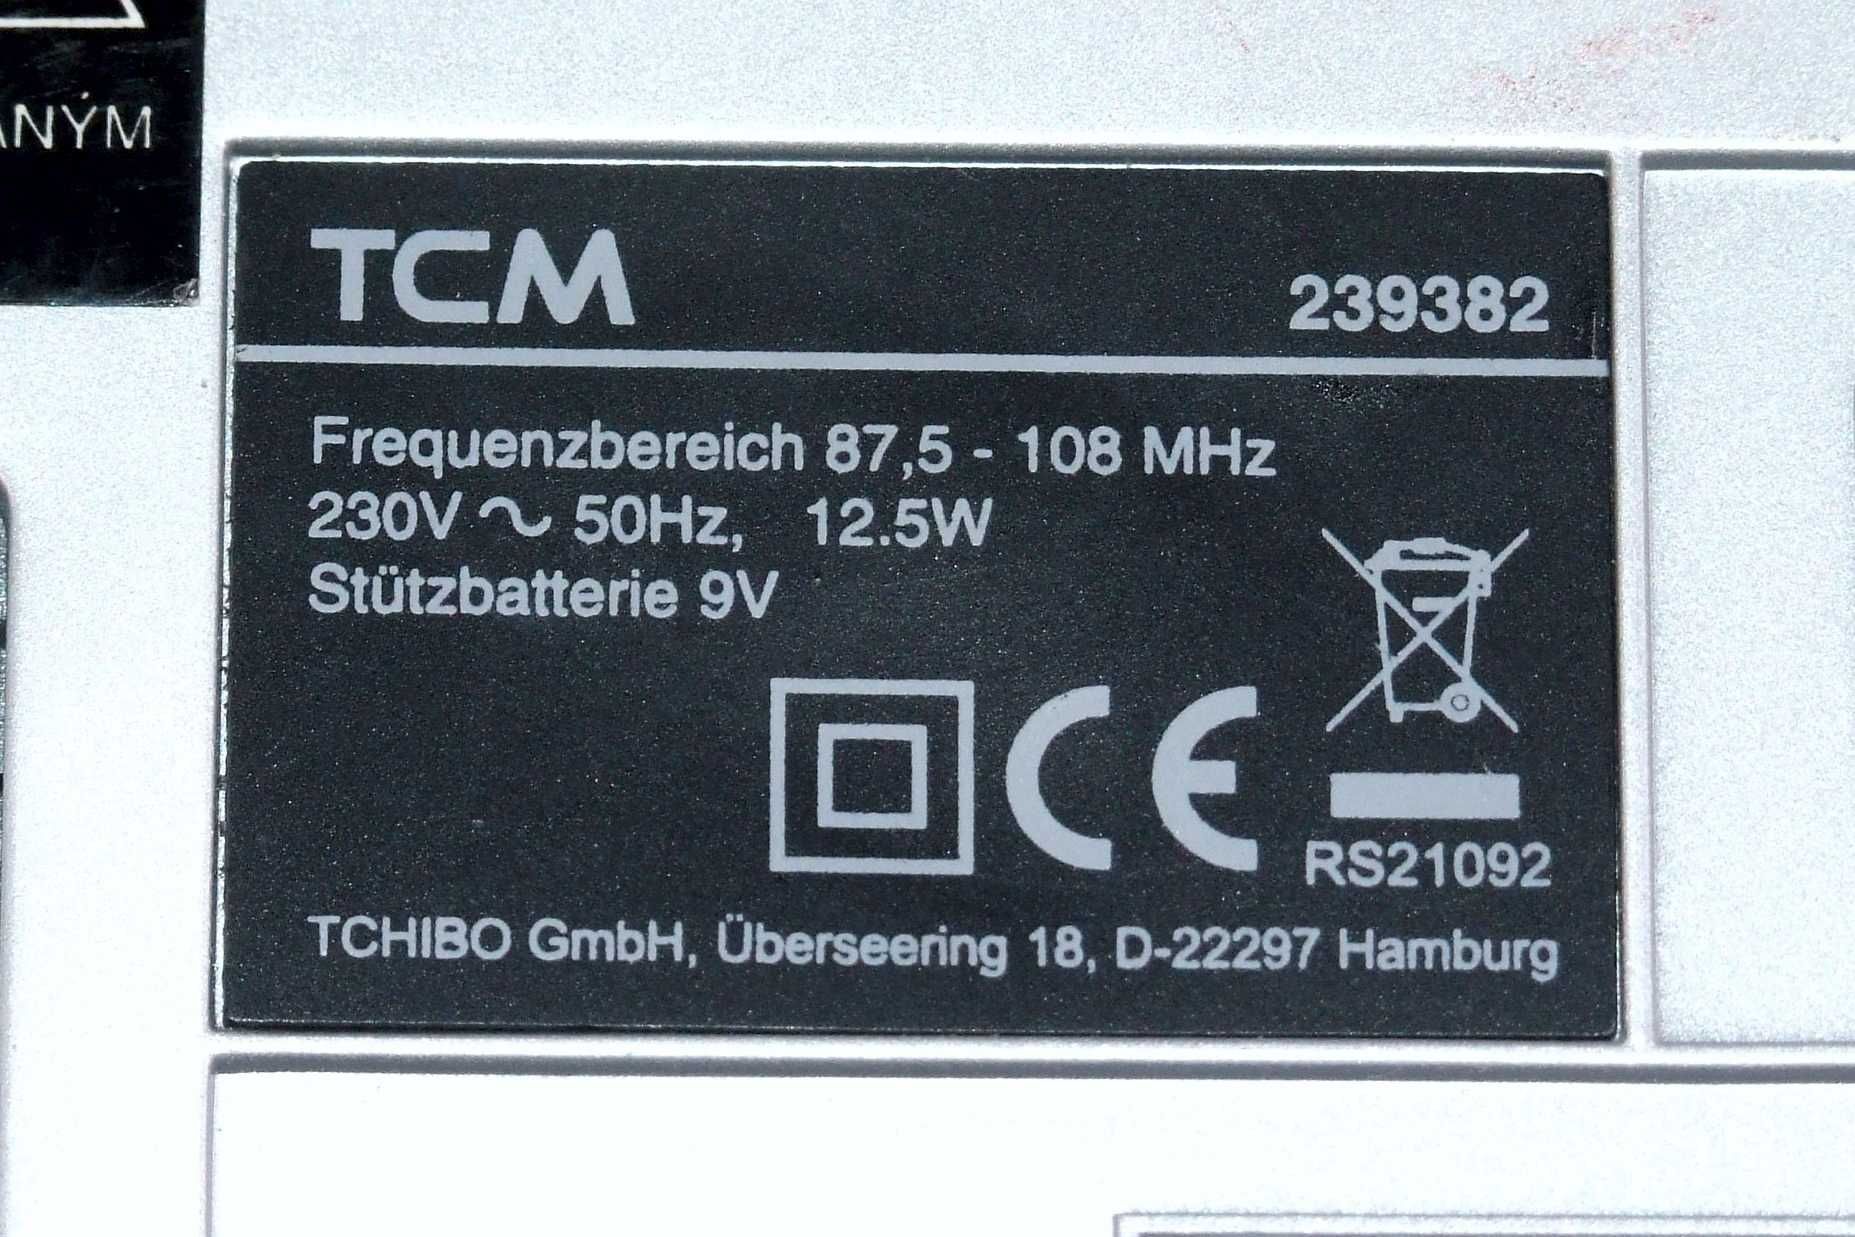 TCM
239382
Frequenzbereich 87,5 - 108 MHz
230V ~ 50Hz, 12.5W
Stützbatterie 9V
CE
RS21092
TCHIBO GmbH, Überseering 18, D-22297 Hamburg